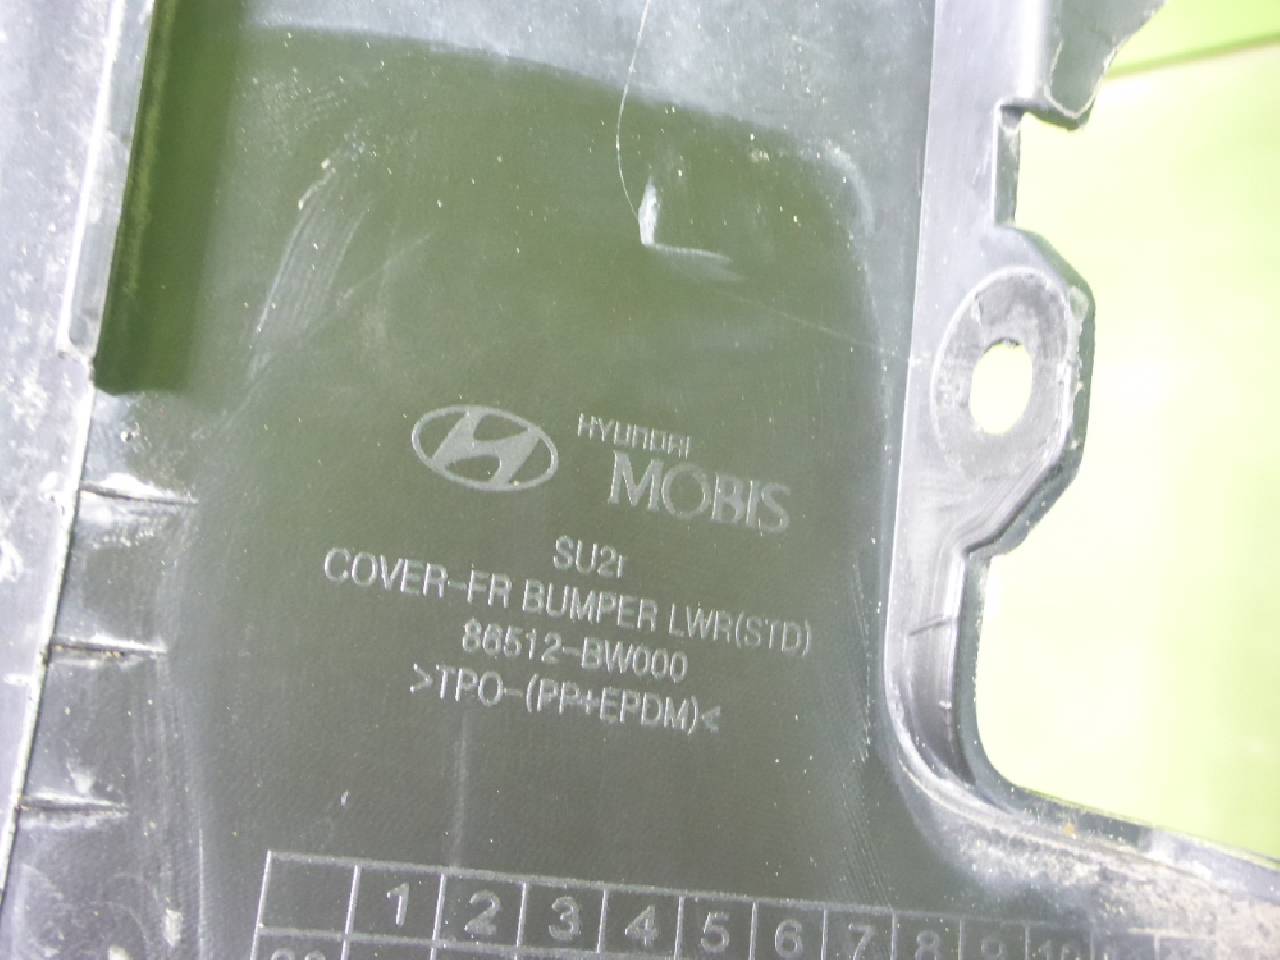 HYUNDAI
MOBIS
SU2r
COVER-FR BUMPER LWR(STD)
86512-BW000
>TPO-(PP+EPDM)<
1 2 3 4 5 6 7 8 9 10